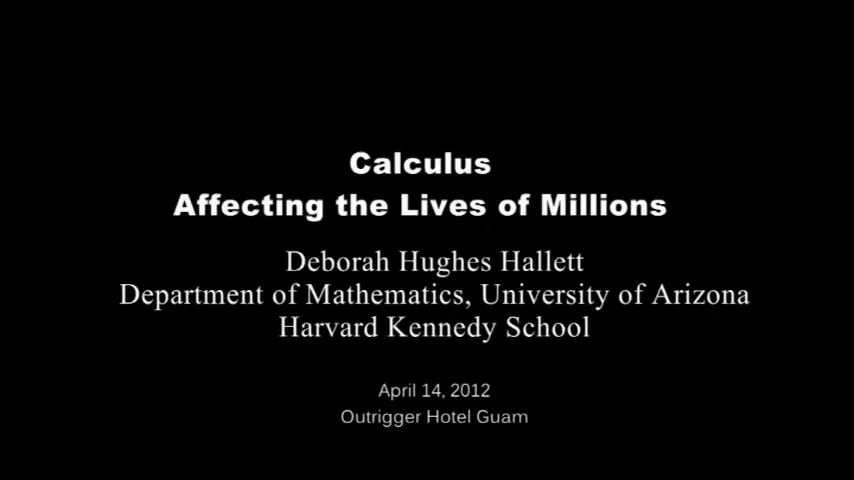 Calculus
Affecting the Lives of Millions
Deborah Hughes Hallett
Department of Mathematics, University of Arizona
Harvard Kennedy School
April 14, 2012
Outrigger Hotel Guam